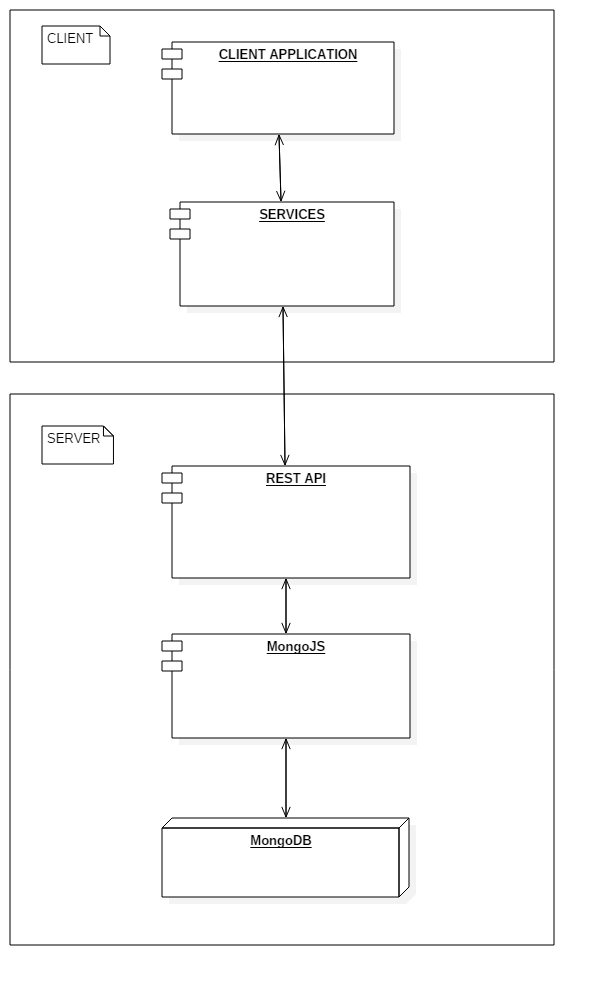 CLIENT
CLIENT APPLICATION
SERVICES
SERVER
REST API
MongoJS
MongoDB